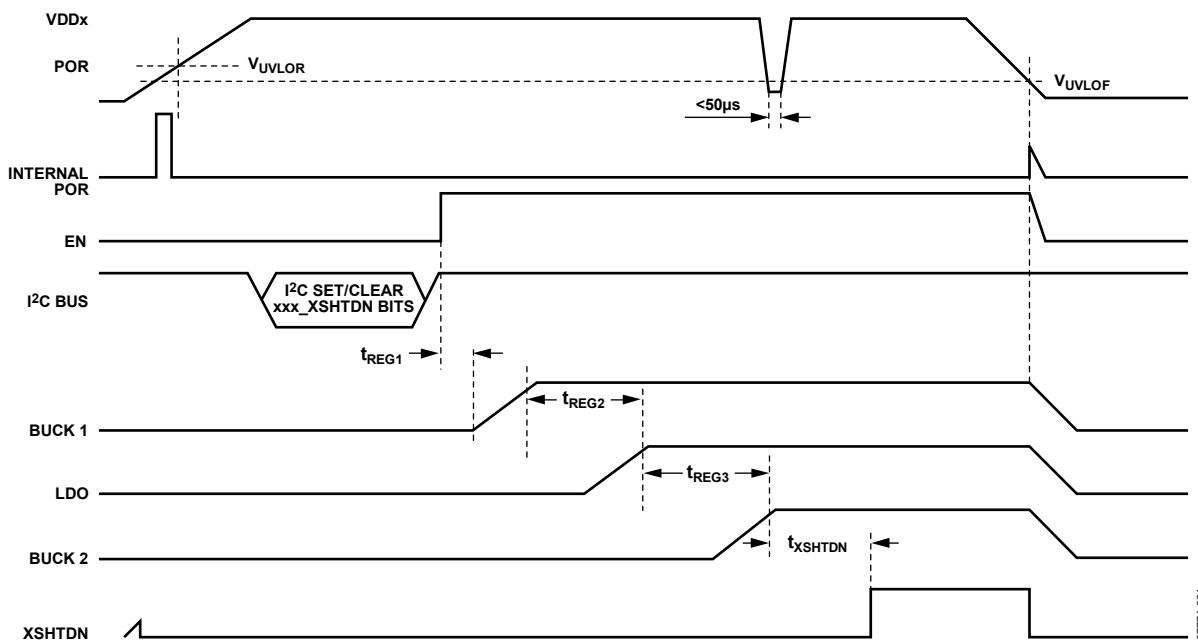 VDDx
POR
VUVLOR
VUVLOF
<50µs
INTERNAL
POR
EN
I2C BUS
I2C SET/CLEAR
xxx_XSHTDN BITS
tREG1
BUCK 1
tREG2
LDO
tREG3
BUCK 2
tXSHTDN
XSHTDN